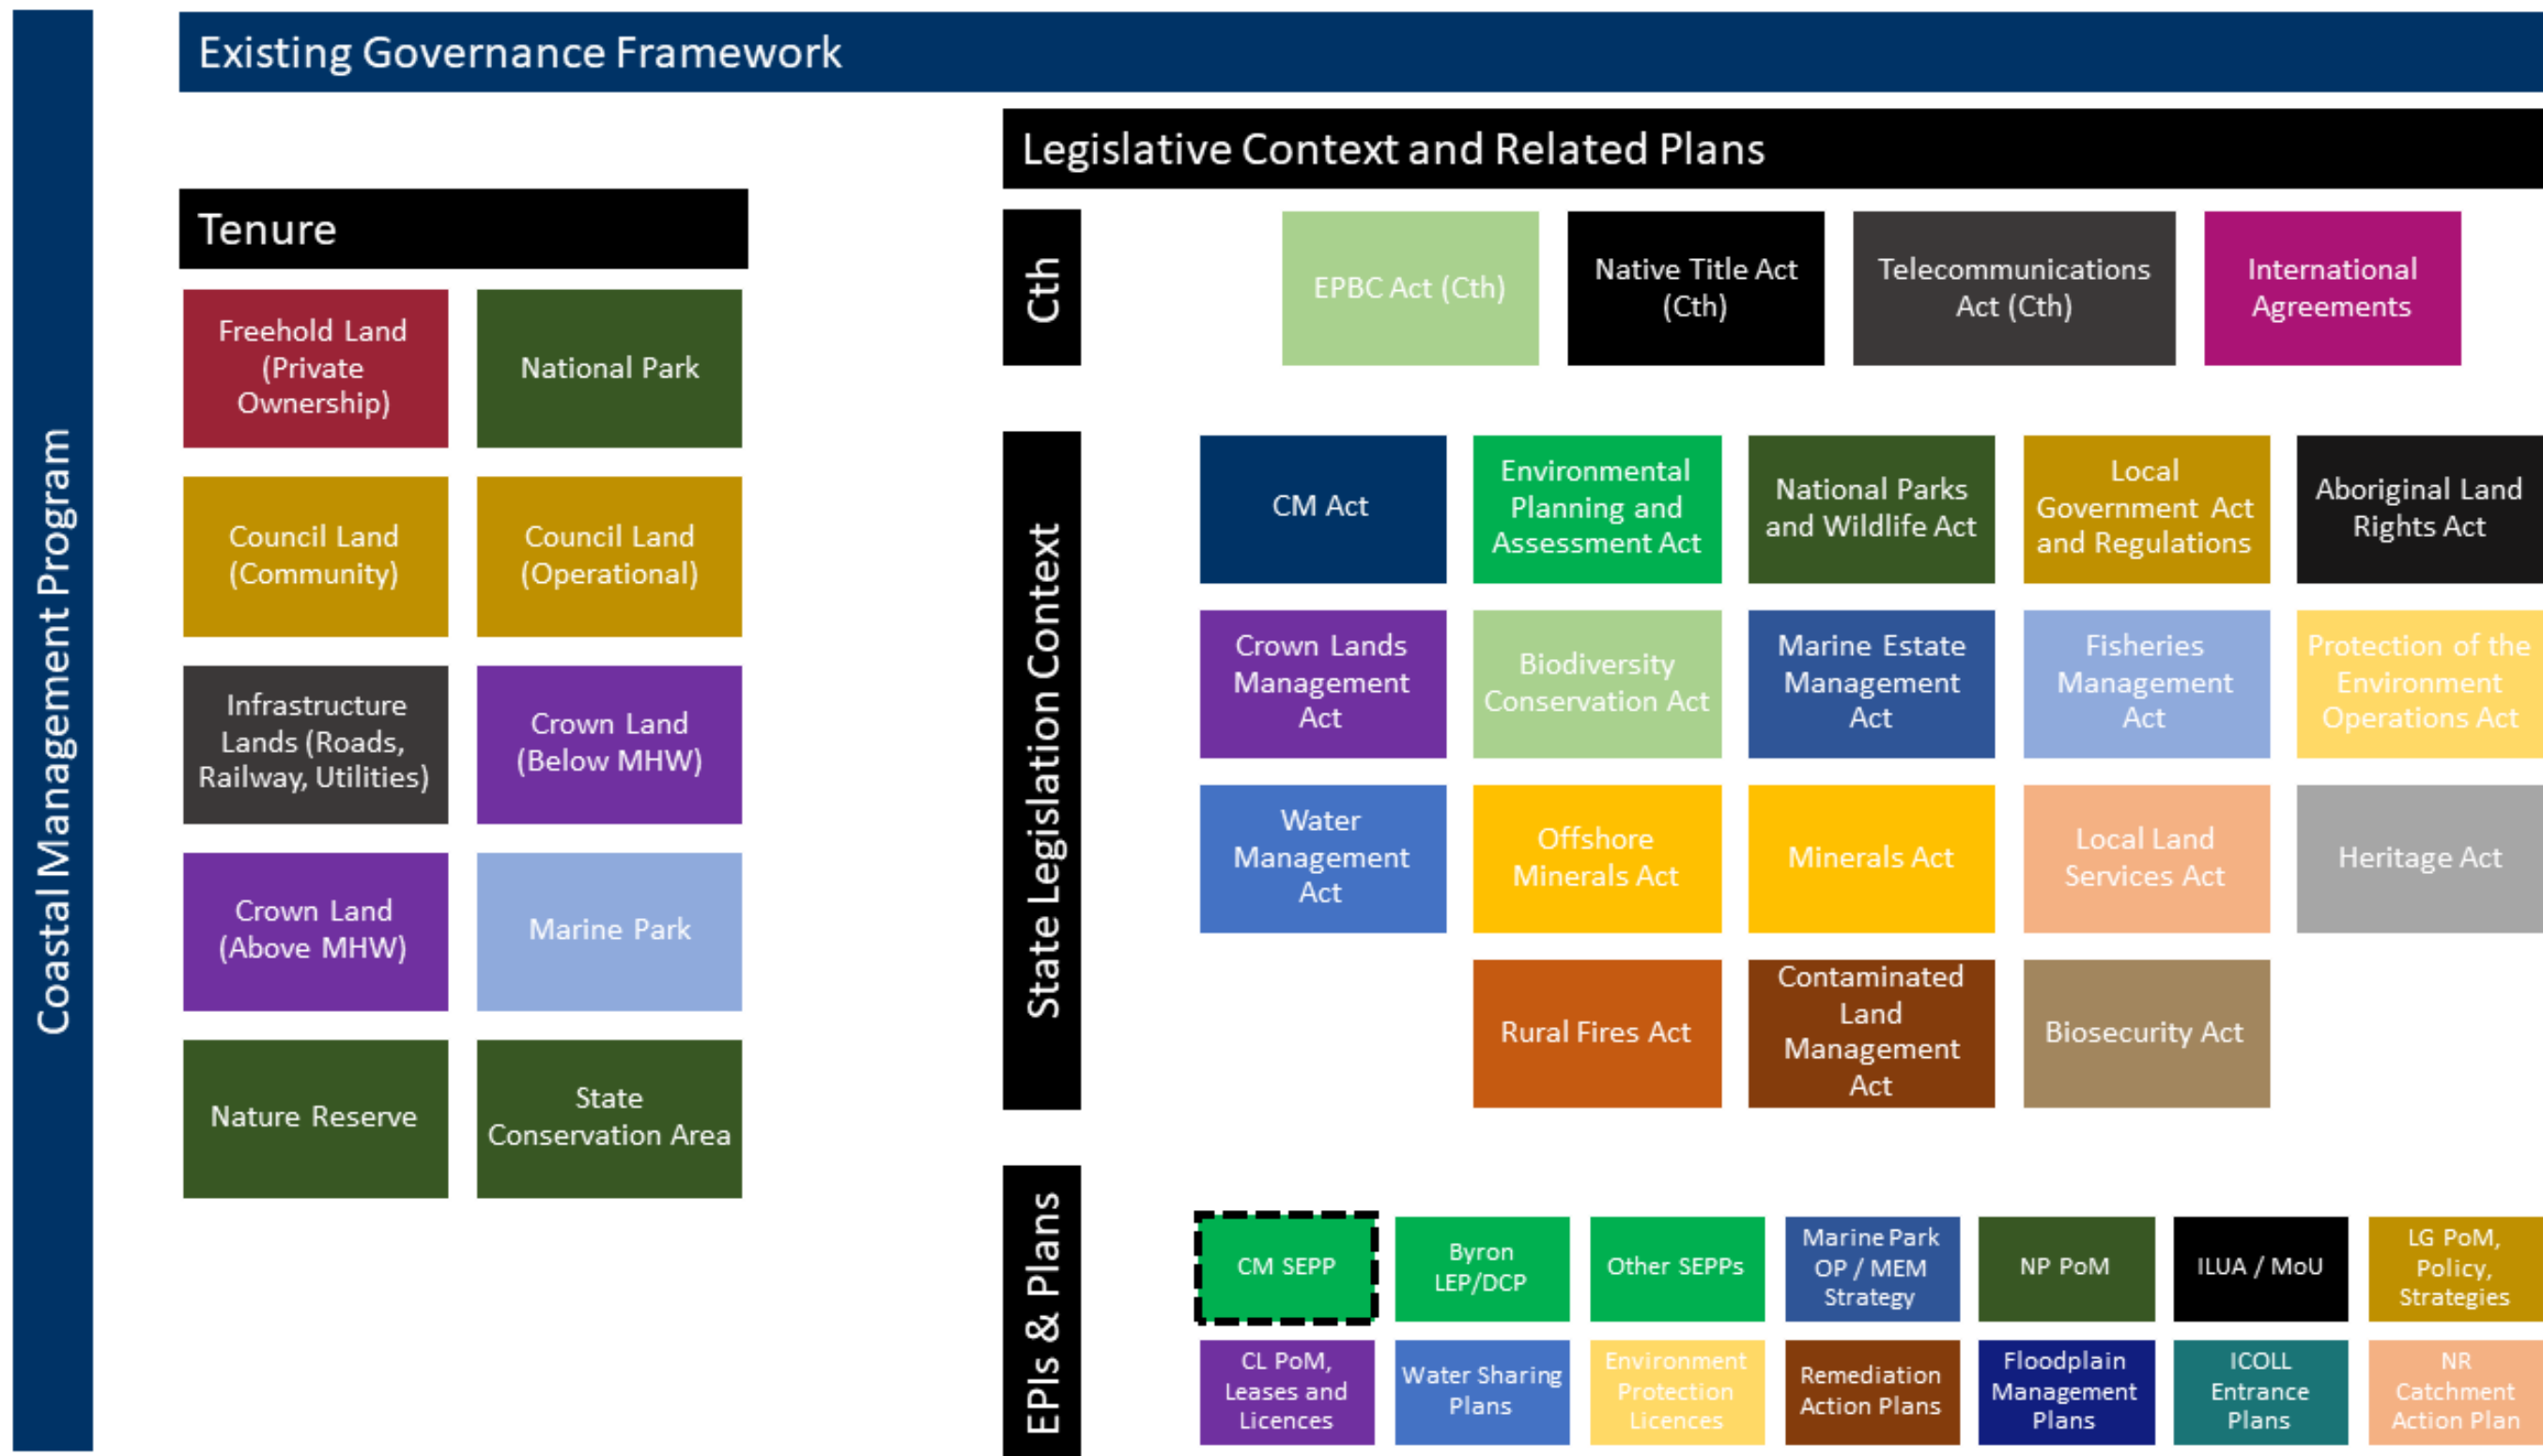 Existing Governance Framework
Coastal Management Program
Tenure
Freehold Land
(Private
Ownership)
National Park
Council Land
(Community)
Council Land
(Operational)
Infrastructure
Lands (Roads,
Railway, Utilities)
Crown Land
(Below MHW)
Crown Land
(Above MHW)
Marine Park
Nature Reserve
State
Conservation Area
Legislative Context and Related Plans
Cth
EPBC Act (Cth)
Native Title Act
(Cth)
Telecommunications
Act (Cth)
International
Agreements
State Legislation Context
CM Act
Environmental
Planning and
Assessment Act
National Parks
and Wildlife Act
Local
Government Act
and Regulations
Aboriginal Land
Rights Act
Crown Lands
Management
Act
Biodiversity
Conservation Act
Marine Estate
Management
Act
Fisheries
Management
Act
Protection of the
Environment
Operations Act
Water
Management
Act
Offshore
Minerals Act
Minerals Act
Local Land
Services Act
Heritage Act
Rural Fires Act
Contaminated
Land
Management
Act
Biosecurity Act
EPIs & Plans
CM SEPP
Byron
LEP/DCP
Other SEPPs
Marine Park
OP / MEM
Strategy
NP PoM
ILUA / MoU
LG PoM,
Policy,
Strategies
CL PoM,
Leases and
Licences
Water Sharing
Plans
Environment
Protection
Licences
Remediation
Action Plans
Floodplain
Management
Plans
ICOLL
Entrance
Plans
NR
Catchment
Action Plan